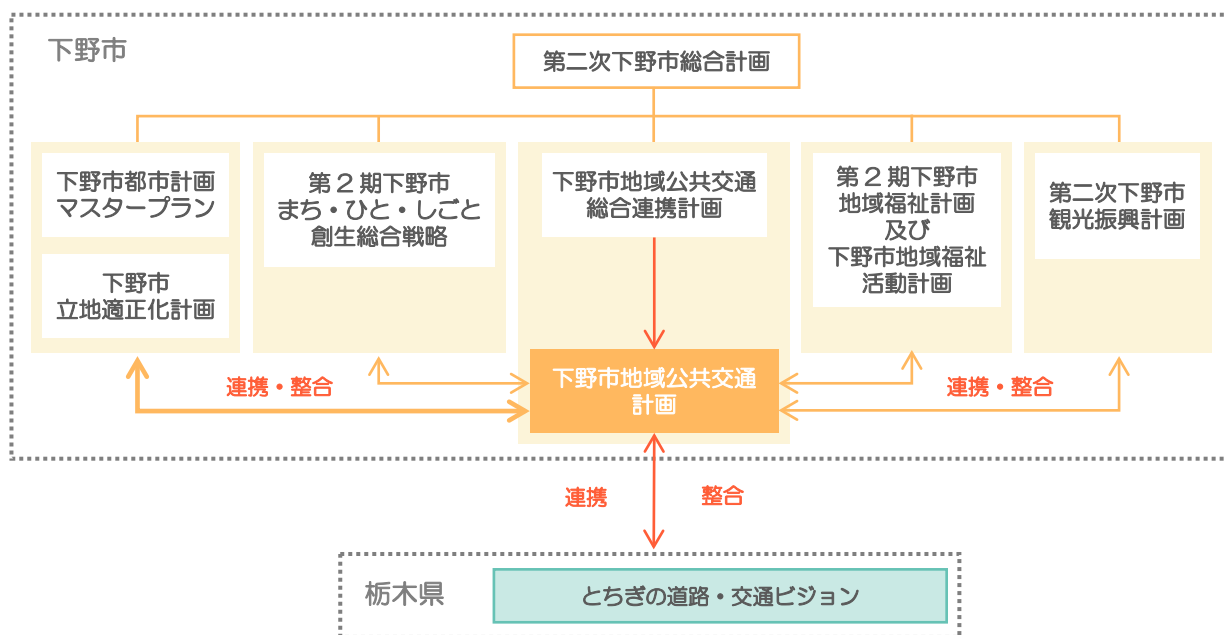 下野市
第二次下野市総合計画
下野市都市計画
マスタープラン
下野市
立地適正化計画
第2期下野市
まち・ひと・しごと
創生総合戦略
下野市地域公共交通
総合連携計画
第2期下野市
地域福祉計画
及び
下野市地域福祉
活動計画
第二次下野市
観光振興計画
連携・整合
下野市地域公共交通
計画
連携・整合
連携
整合
栃木県
とちぎの道路・交通ビジョン